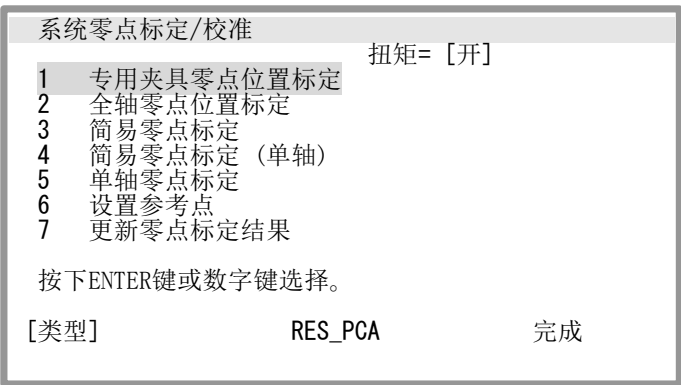 系统零点标定/校准
扭矩= [开]
1 专用夹具零点位置标定
2 全轴零点位置标定
3 简易零点标定
4 简易零点标定 (单轴)
5 单轴零点标定
6 设置参考点
7 更新零点标定结果
按下ENTER键或数字键选择。
[类型] RES_PCA 完成